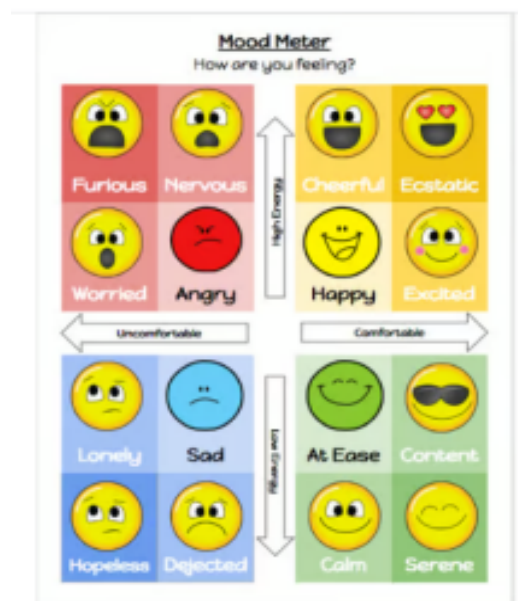 Mood Meter
How are you feeling?
Furious Nervous Cheerful Ecstatic
High Energy
Worried Angry Happy Excited
Uncomfortable Comfortable
Lonely Sad At Ease Content
Low Energy
Hopeless Dejected Calm Serene